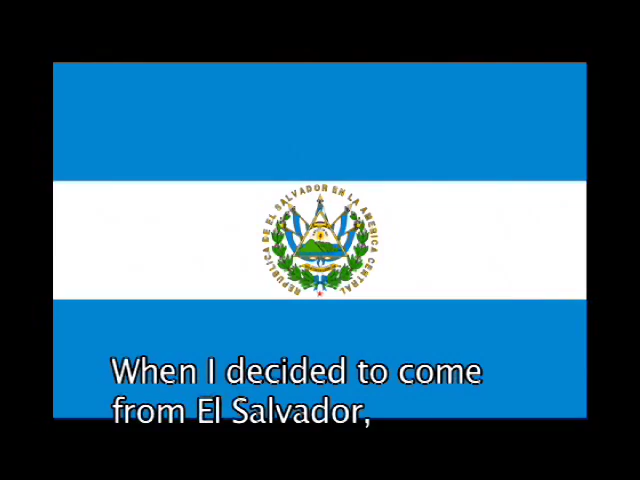 REPUBLICA DE EL SALVADOR EN LA AMERICA CENTRAL
When I decided to come
from El Salvador,